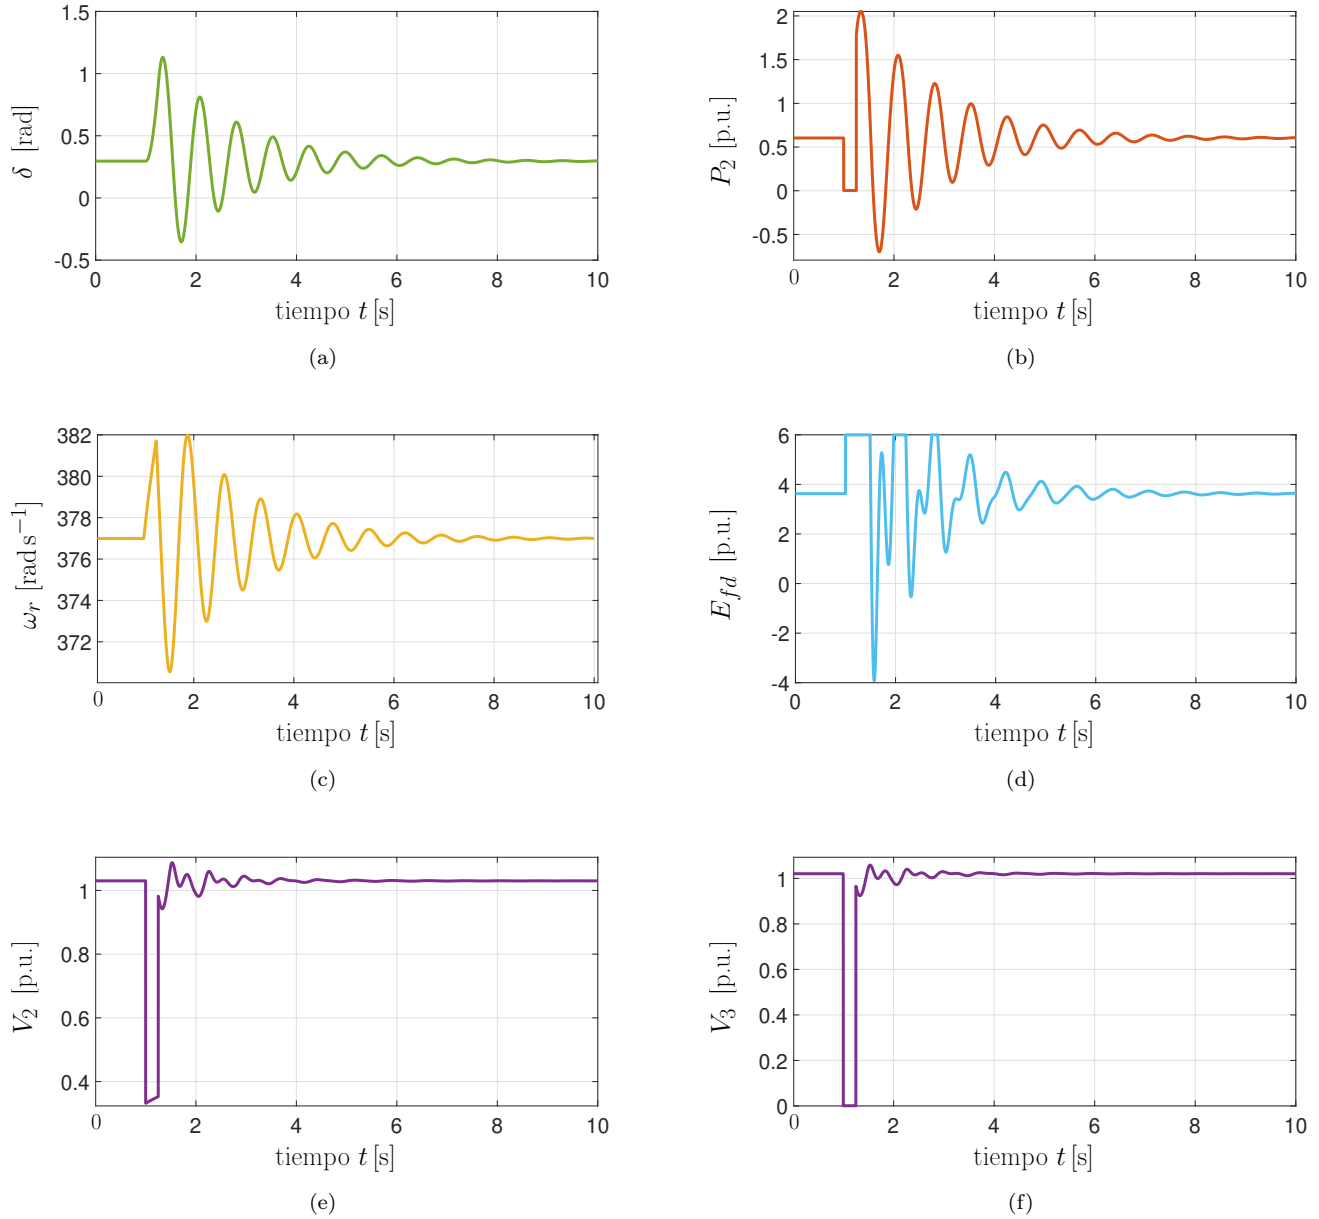 1.5
1
0.5
0
-0.5
δ [rad]
0 2 4 6 8 10
tiempo t [s]
(a)
2
1.5
1
0.5
0
-0.5
P₂ [p.u.]
0 2 4 6 8 10
tiempo t [s]
(b)
382
380
378
376
374
372
ωᵣ [rad s⁻¹]
0 2 4 6 8 10
tiempo t [s]
(c)
6
4
2
0
-2
-4
E_{fd} [p.u.]
0 2 4 6 8 10
tiempo t [s]
(d)
1
0.8
0.6
0.4
V₂ [p.u.]
0 2 4 6 8 10
tiempo t [s]
(e)
1
0.8
0.6
0.4
0.2
0
V₃ [p.u.]
0 2 4 6 8 10
tiempo t [s]
(f)